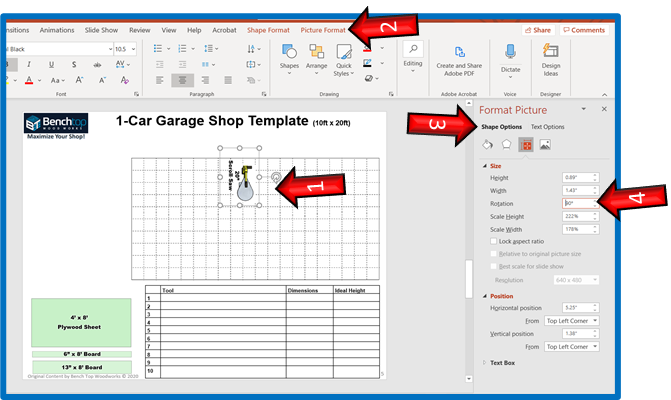 nsitions Animations Slide Show Review View Help Acrobat Shape Format Picture Format
2
Share Comments
al Black 10.5
Shapes Arrange Quick Styles
Editing
Create and Share Adobe PDF
Dictate
Design Ideas
Font Paragraph Drawing Adobe Acrobat Voice Designer
Benchtop
WOOD WORKS
Maximize Your Shop!
1-Car Garage Shop Template (10ft x 20ft)
20"
Scroll Saw
1
Tool Dimensions Ideal Height
1
2
3
4
5
6
7
8
9
10
4' x 8'
Plywood Sheet
6" x 8' Board
13" x 8' Board
Original Content by Bench Top Woodworks © 2020
5
Format Picture
3
Shape Options Text Options
Size
Height 0.89"
Width 1.43"
Rotation 90°
4
Scale Height 222%
Scale Width 178%
Lock aspect ratio
Relative to original picture size
Best scale for slide show
Resolution 640 x 480
Position
Horizontal position 5.25"
From Top Left Corner
Vertical position 1.38"
From Top Left Corner
Text Box